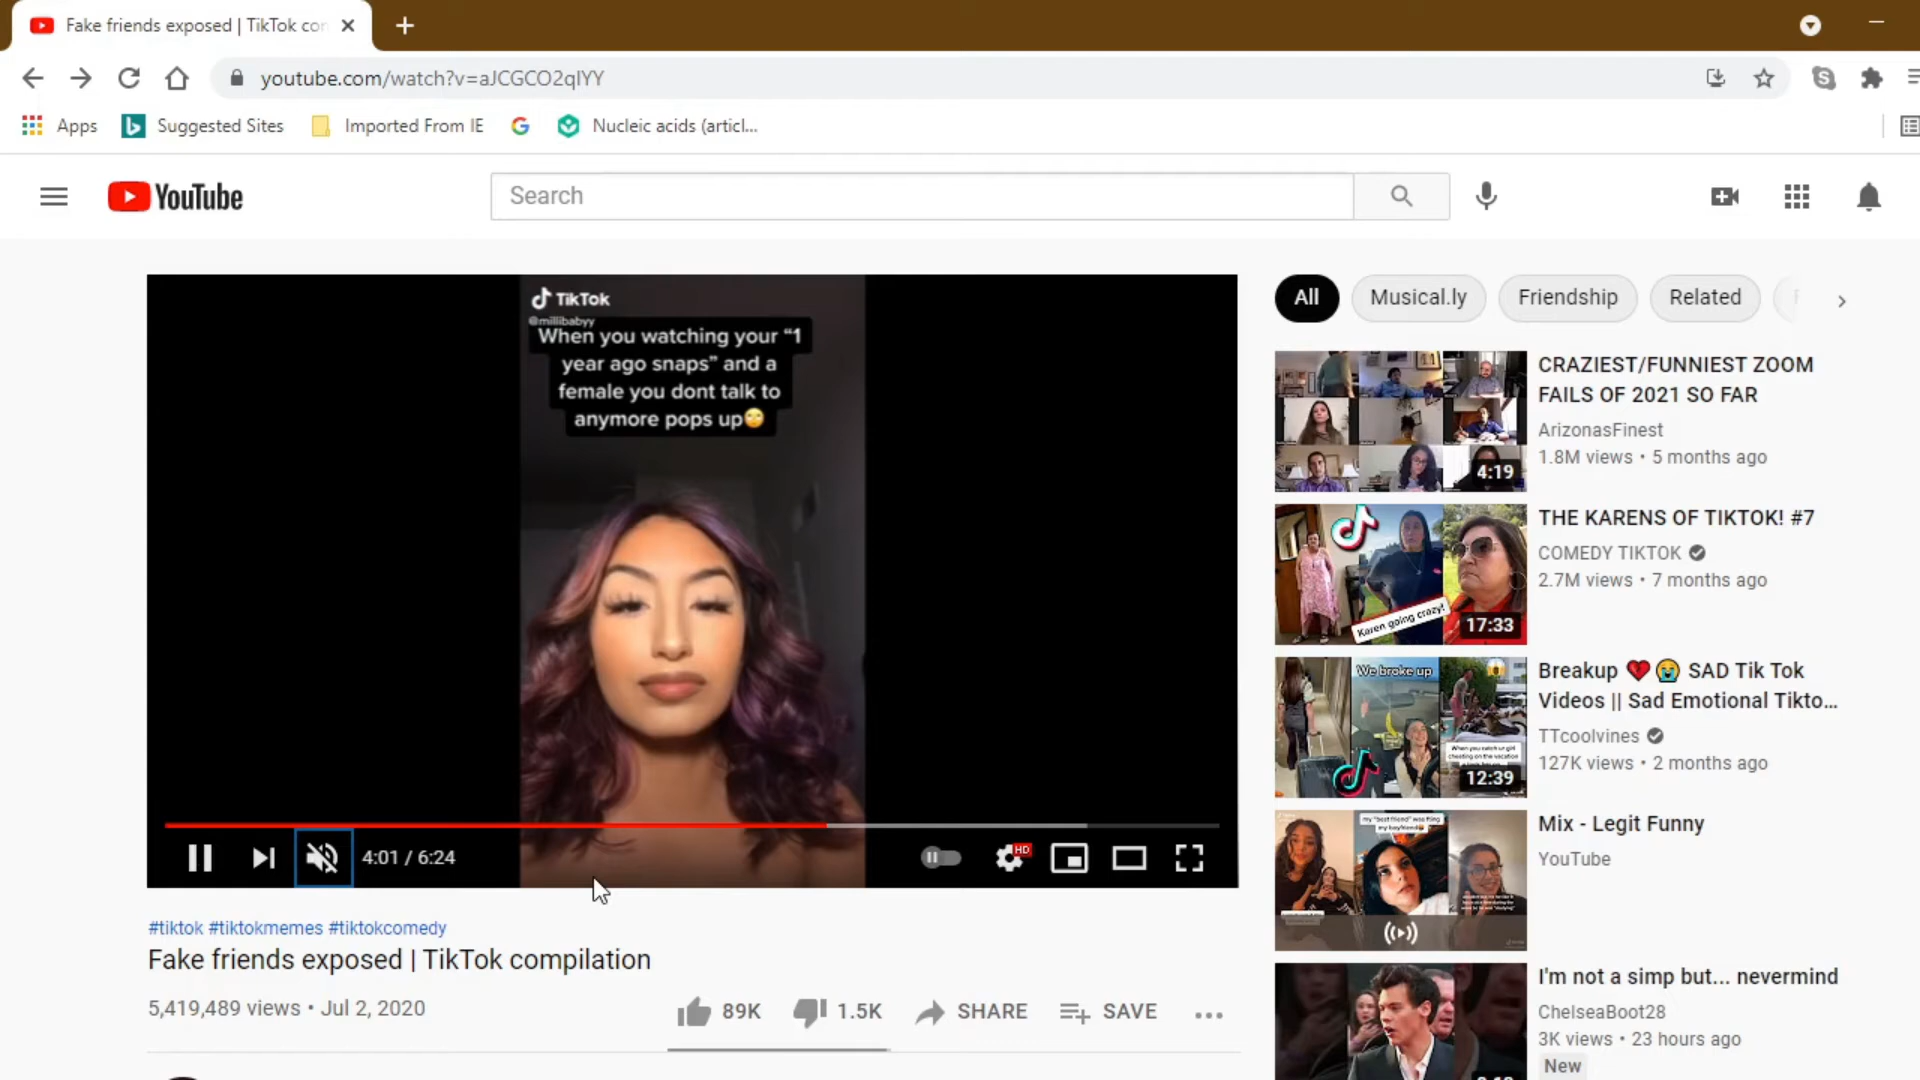 Fake friends exposed | TikTok con
youtube.com/watch?v=aJCGCO2qlYY
Apps
Suggested Sites
Imported From IE
Nucleic acids (articl...
YouTube
Search
TikTok
@millibabyy
When you watching your “1
year ago snaps” and a
female you dont talk to
anymore pops up🙄
4:01 / 6:24
HD
#tiktok #tiktokmemes #tiktokcomedy
Fake friends exposed | TikTok compilation
5,419,489 views • Jul 2, 2020
89K
1.5K
SHARE
SAVE
All
Musical.ly
Friendship
Related
4:19
CRAZIEST/FUNNIEST ZOOM
FAILS OF 2021 SO FAR
ArizonasFinest
1.8M views • 5 months ago
Karen going crazy!
17:33
THE KARENS OF TIKTOK! #7
COMEDY TIKTOK
2.7M views • 7 months ago
We broke up
12:39
Breakup 💔😭 SAD Tik Tok
Videos || Sad Emotional Tikto...
TTcoolvines
127K views • 2 months ago
my "best friend" was f'ing
my boyfriend
Mix - Legit Funny
YouTube
I'm not a simp but... nevermind
ChelseaBoot28
3K views • 23 hours ago
New